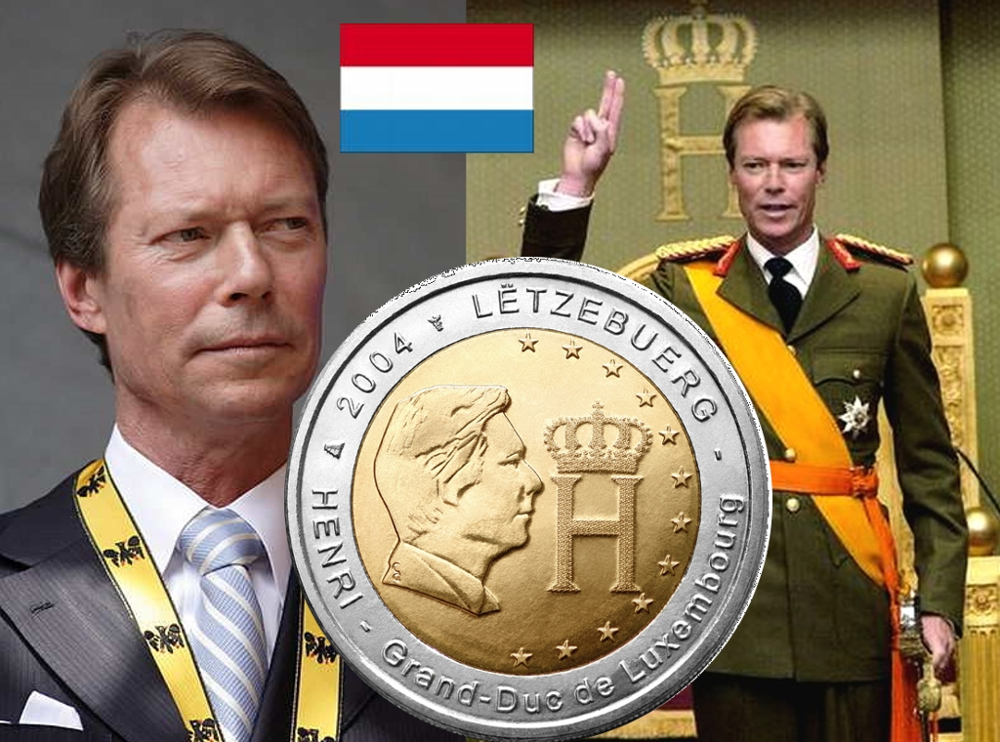 H
HENRI 2004 LËTZEBUERG -
- Grand-Duc de Luxembourg
H